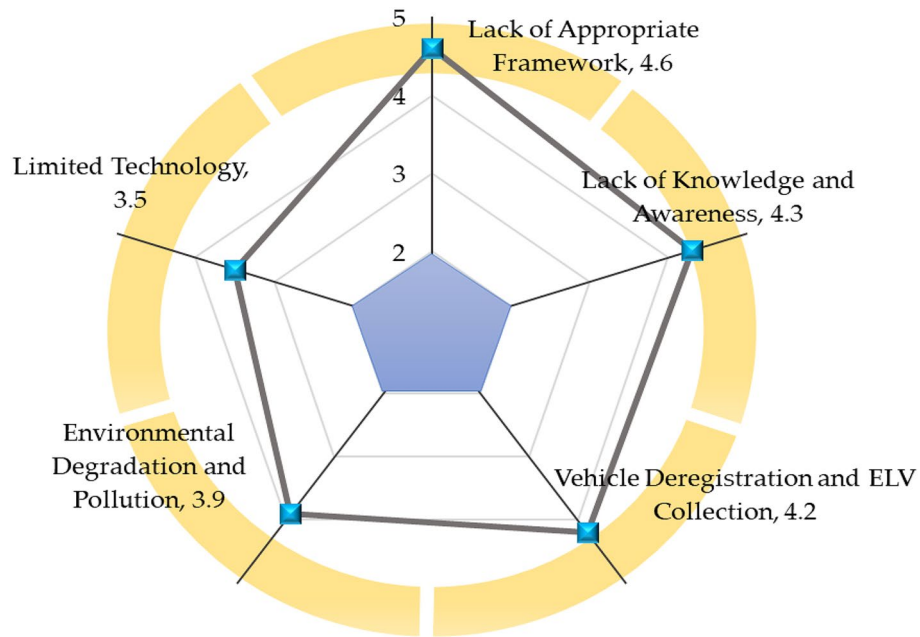 5
Lack of Appropriate
Framework, 4.6
4
Limited Technology,
3.5
3
Lack of Knowledge and
Awareness, 4.3
2
Environmental
Degradation and
Pollution, 3.9
Vehicle Deregistration and ELV
Collection, 4.2